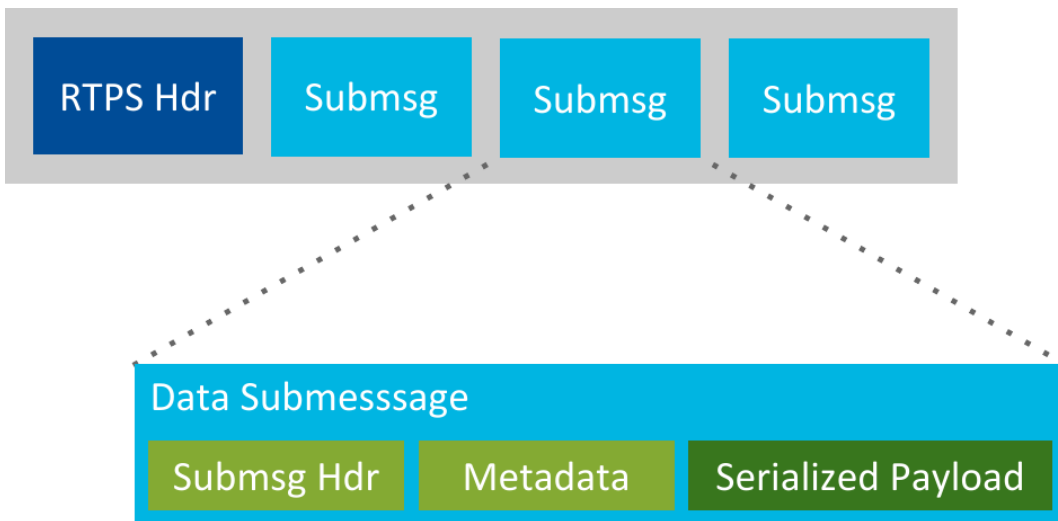 RTPS Hdr
Submsg
Submsg
Submsg
Data Submesssage
Submsg Hdr
Metadata
Serialized Payload